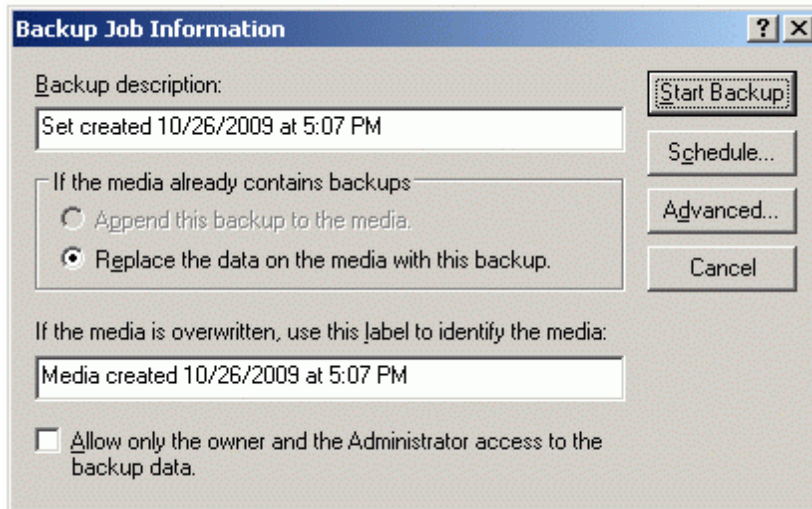 Backup Job Information
Backup description:
Set created 10/26/2009 at 5:07 PM
If the media already contains backups
Append this backup to the media.
Replace the data on the media with this backup.
If the media is overwritten, use this label to identify the media:
Media created 10/26/2009 at 5:07 PM
Allow only the owner and the Administrator access to the
backup data.
Start Backup
Schedule...
Advanced...
Cancel